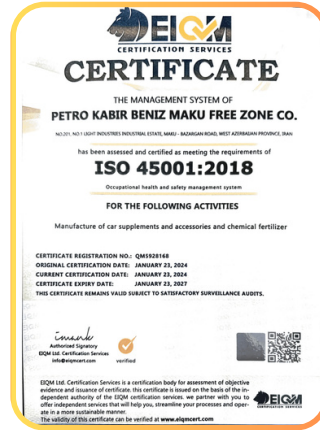 EIQM
CERTIFICATION SERVICES
CERTIFICATE
THE MANAGEMENT SYSTEM OF
PETRO KABIR BENIZ MAKU FREE ZONE CO.
NO.201, NO.1 LIGHT INDUSTRIES INDUSTRIAL ESTATE, MAKU - BAZARGAN ROAD, WEST AZERBAIJAN PROVINCE, IRAN
has been assessed and certified as meeting the requirements of
ISO 45001:2018
Occupational health and safety management system
FOR THE FOLLOWING ACTIVITIES
Manufacture of car supplements and accessories and chemical fertilizer
CERTIFICATE REGISTRATION NO.: QMS928168
ORIGINAL CERTIFICATION DATE: JANUARY 23, 2024
CURRENT CERTIFICATION DATE: JANUARY 23, 2024
CERTIFICATE EXPIRY DATE: JANUARY 23, 2027
THIS CERTIFICATE REMAINS VALID SUBJECT TO SATISFACTORY SURVEILLANCE AUDITS.
Authorized Signatory
EIQM Ltd. Certification Services
info@eiqmcert.com
verified
EIQM Ltd. Certification Services is a certification body for assessment of objective
evidence and issuance of certificate. this certificate is issued on the basis of the in-
dependent authority of the EIQM certification services. we partner with you to
offer independent services that will help you, streamline your processes and oper-
ate in a more sustainable manner.
The validity of this certificate can be verified at www.eiqmcert.com
EIQM
CERTIFICATION SERVICES